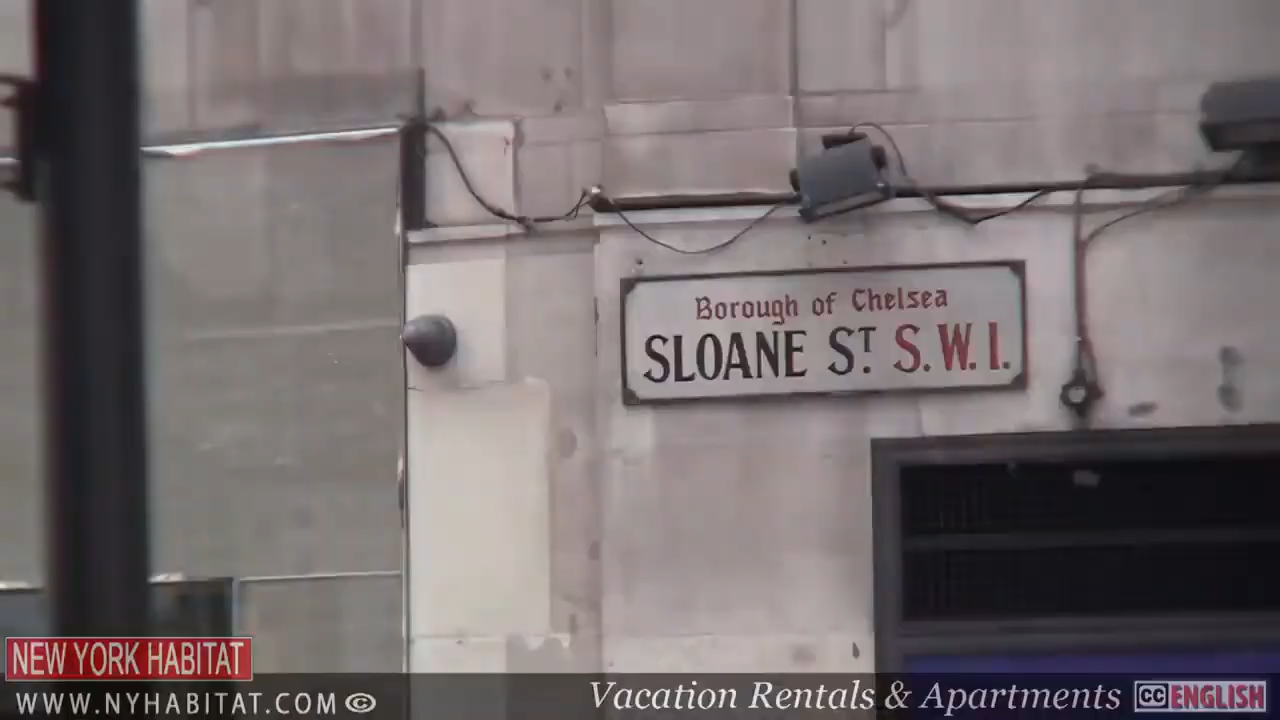 Borough of Chelsea
SLOANE ST. S.W.1.
NEW YORK HABITAT
WWW.NYHABITAT.COM ©
Vacation Rentals & Apartments CC ENGLISH